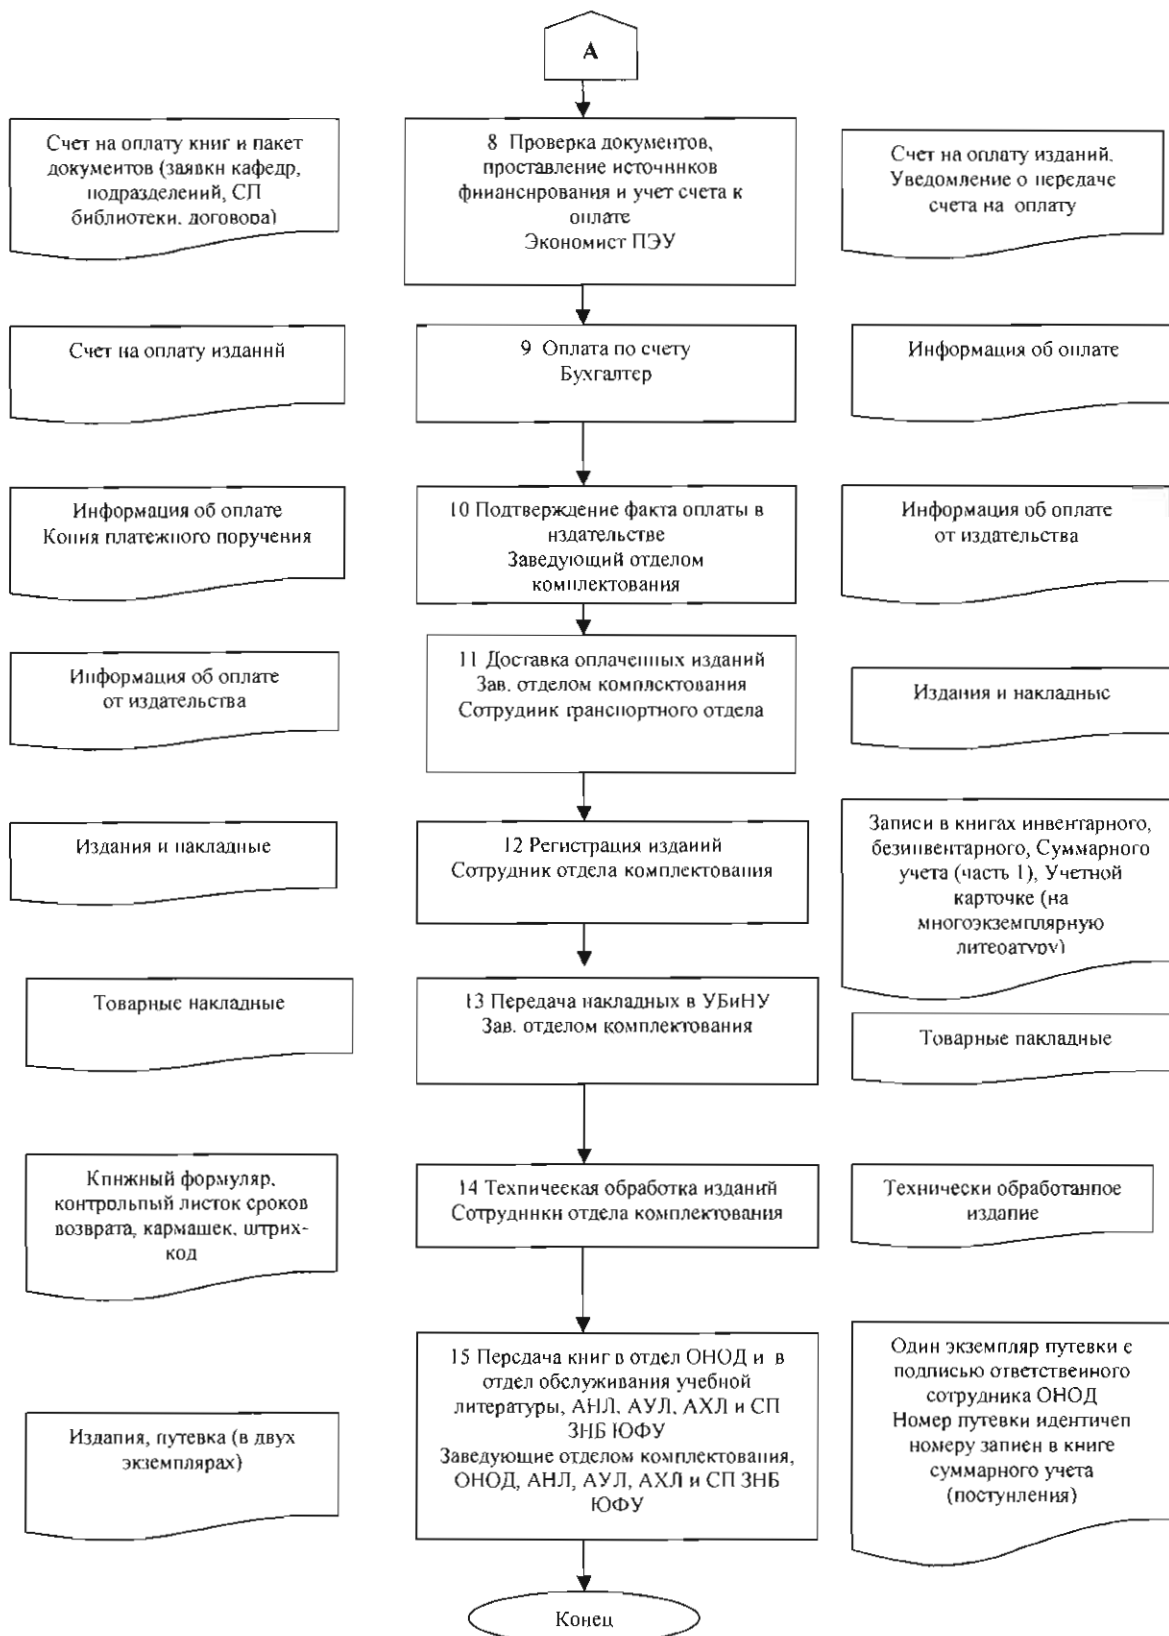 А
Счет на оплату книг и пакет
документов (заявки кафедр,
подразделений, СП
библиотеки, договора)
8 Проверка документов,
проставление источников
финансирования и учет счета к
оплате
Экономист ПЭУ
Счет на оплату изданий.
Уведомление о передаче
счета на оплату
Счет на оплату изданий
9 Оплата по счету
Бухгалтер
Информация об оплате
Информация об оплате
Копия платежного поручения
10 Подтверждение факта оплаты в
издательстве
Заведующий отделом
комплектования
Информация об оплате
от издательства
Информация об оплате
от издательства
11 Доставка оплаченных изданий
Зав. отделом комплектования
Сотрудник транспортного отдела
Издания и накладные
Издания и накладные
12 Регистрация изданий
Сотрудник отдела комплектования
Записи в книгах инвентарного,
безинвентарного, Суммарного
учета (часть 1), Учетной
карточке (на
многоэкземплярную
литературу)
Товарные накладные
13 Передача накладных в УБиНУ
Зав. отделом комплектования
Товарные накладные
Книжный формуляр,
контрольный листок сроков
возврата, кармашек, штрих-
код
14 Техническая обработка изданий
Сотрудники отдела комплектования
Технически обработанное
издание
Издания, путевка (в двух
экземплярах)
15 Передача книг в отдел ОНОД и в
отдел обслуживания учебной
литературы, АНЛ, АУЛ, АХЛ и СП
ЗНБ ЮФУ
Заведующие отделом комплектования,
ОНОД, АНЛ, АУЛ, АХЛ и СП ЗНБ
ЮФУ
Один экземпляр путевки с
подписью ответственного
сотрудника ОНОД
Номер путевки идентичен
номеру записи в книге
суммарного учета
(поступления)
Конец